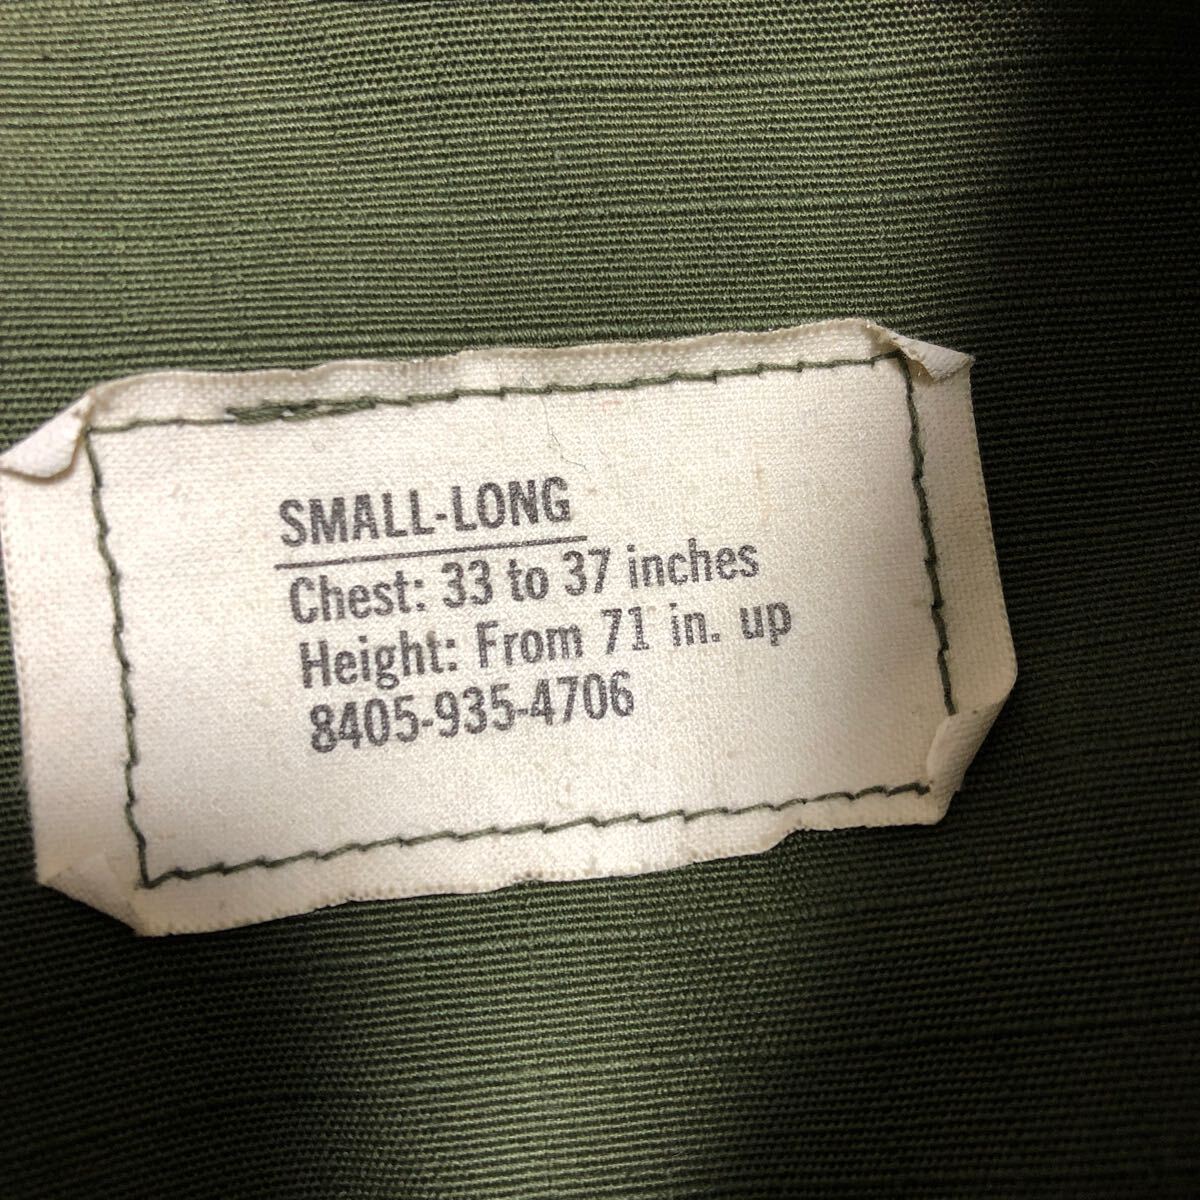 SMALL-LONG
Chest: 33 to 37 inches
Height: From 71 in. up
8405-935-4706